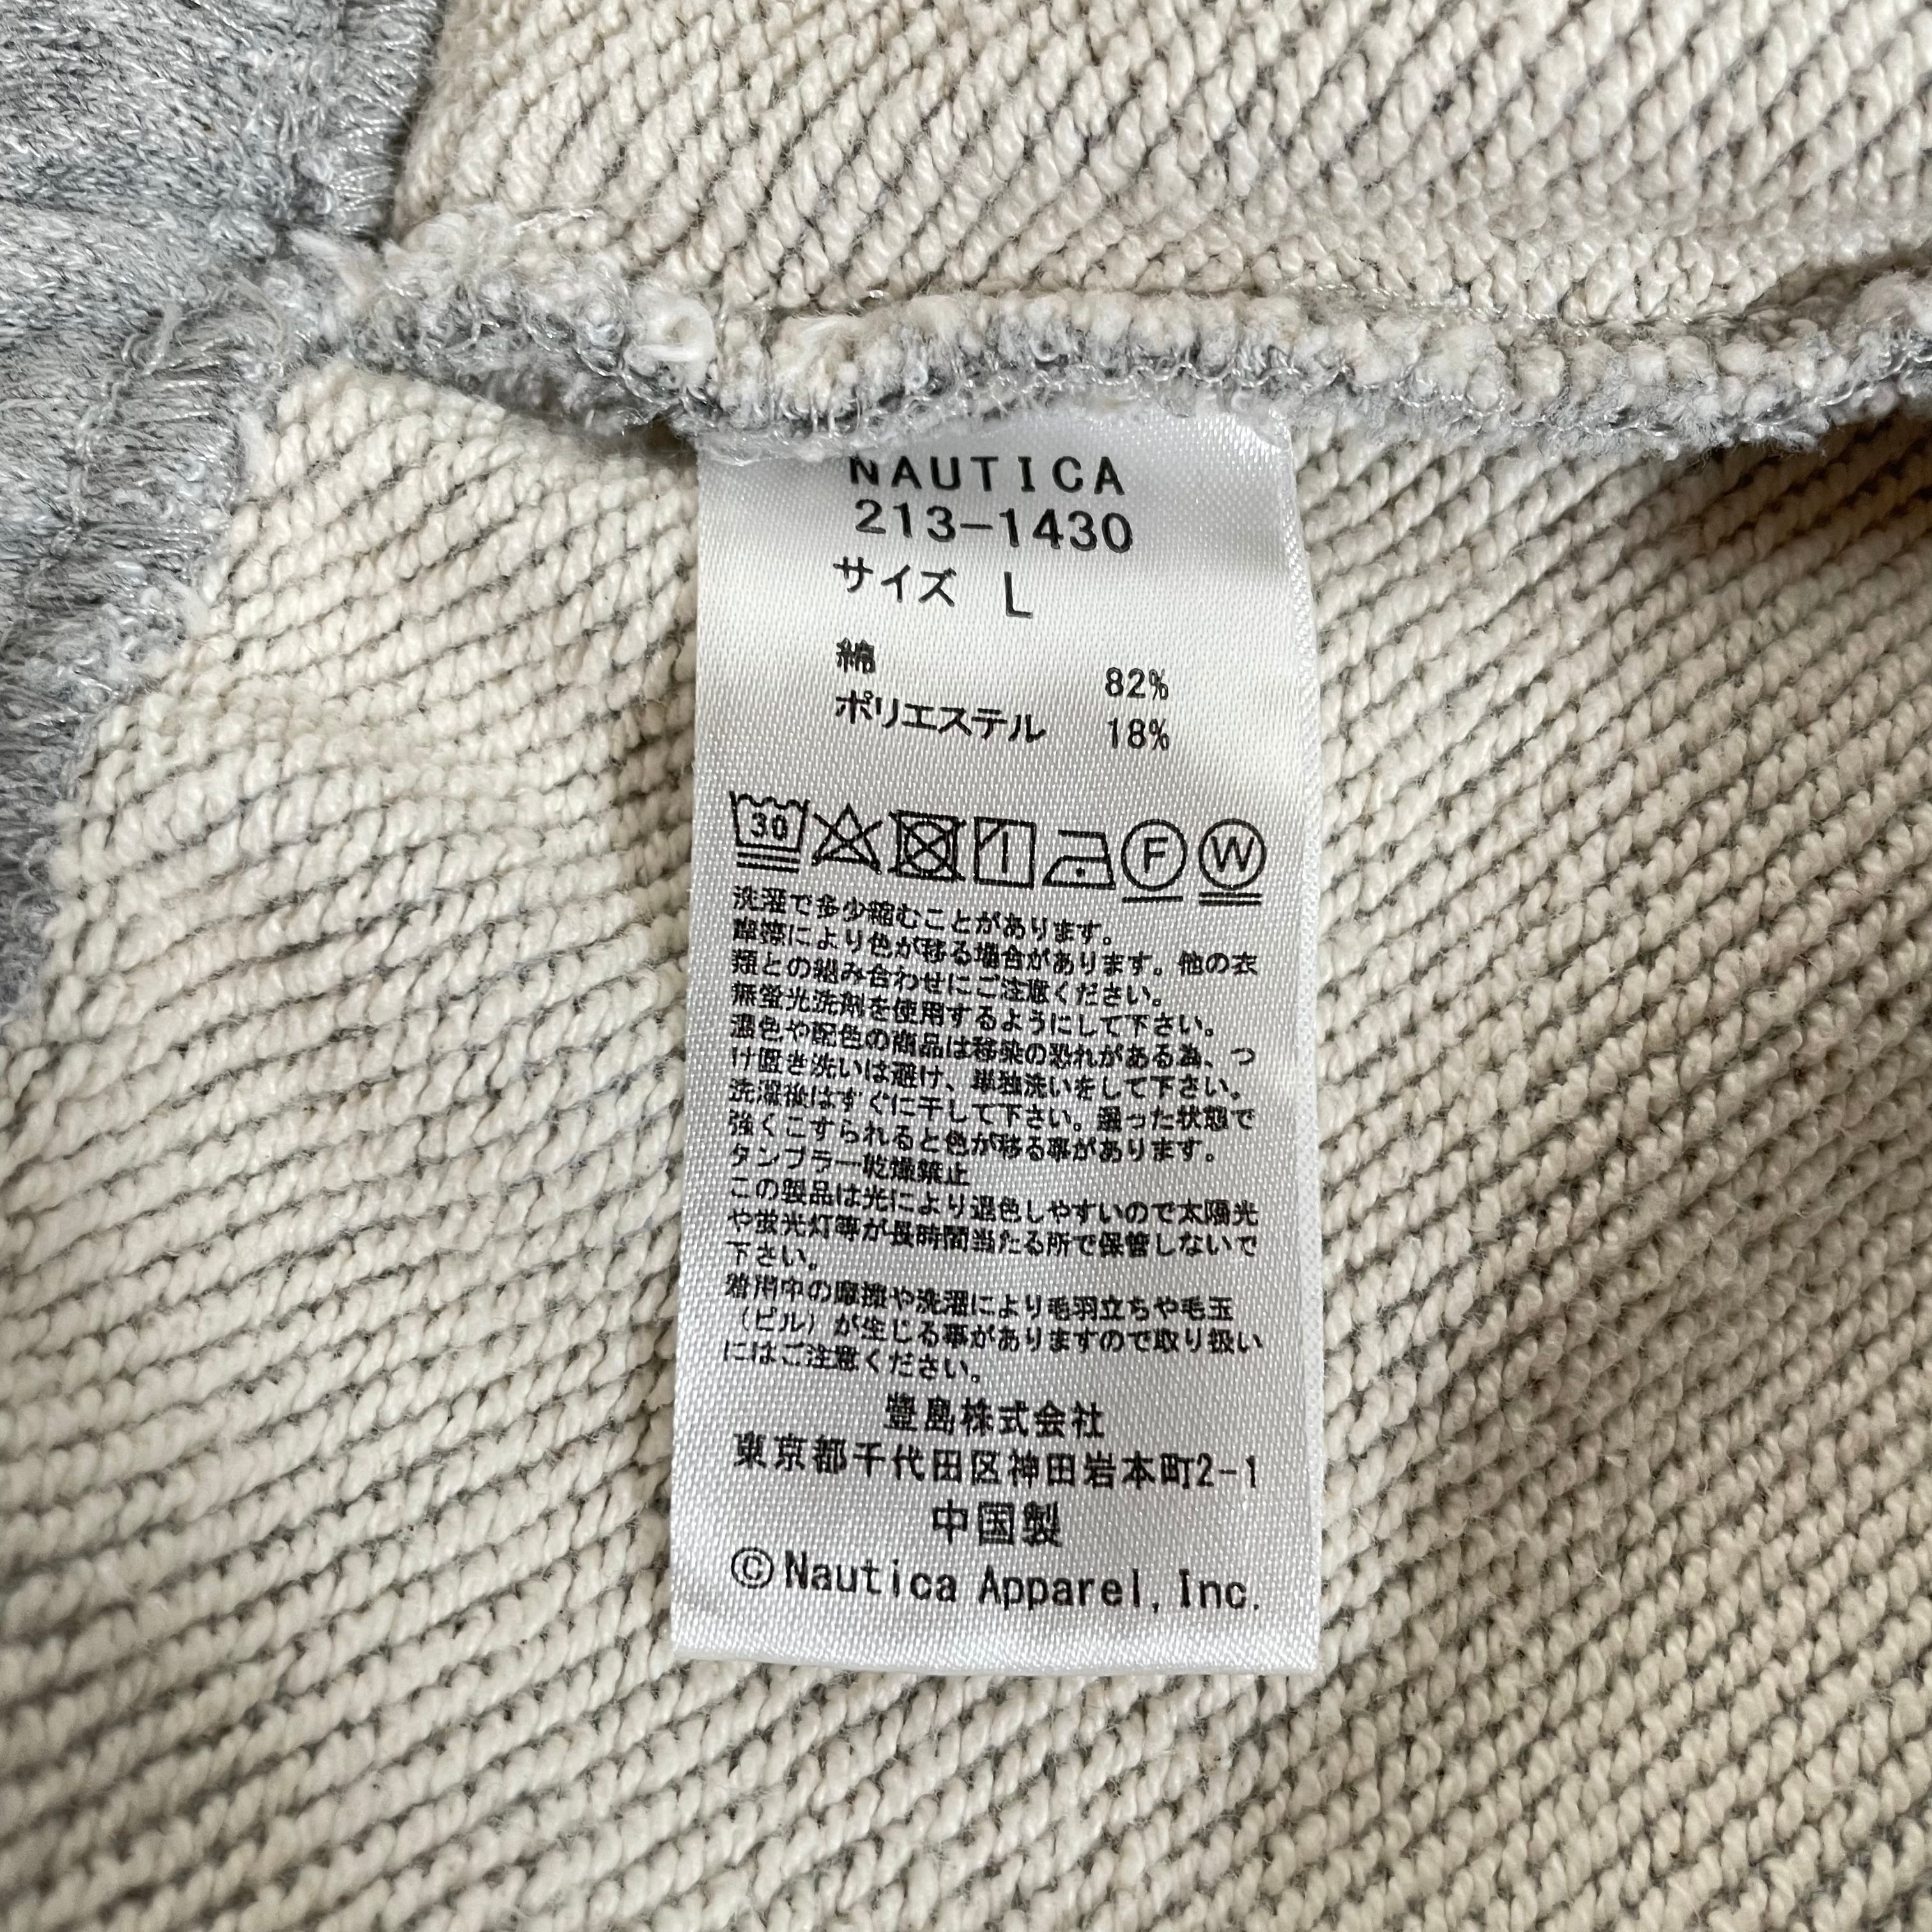 NAUTICA
213-1430
サイズ L
綿 82%
ポリエステル 18%
30
F W
洗濯で多少縮むことがあります。
摩擦により色が移る場合があります。他の衣
類との組み合わせにご注意ください。
無蛍光洗剤を使用するようにして下さい。
濃色や配色の商品は移染の恐れがある為、つ
け置き洗いは避け、単独洗いをして下さい。
洗濯後はすぐに干して下さい。湿った状態で
強くこすられると色が移る事があります。
タンブラー乾燥禁止
この製品は光により退色しやすいので太陽光
や蛍光灯等が長時間当たる所で保管しないで
下さい。
着用中の摩擦や洗濯により毛羽立ちや毛玉
（ピル）が生じる事がありますので取り扱い
にはご注意ください。
豊島株式会社
東京都千代田区神田岩本町2-1
中国製
©Nautica Apparel, Inc.